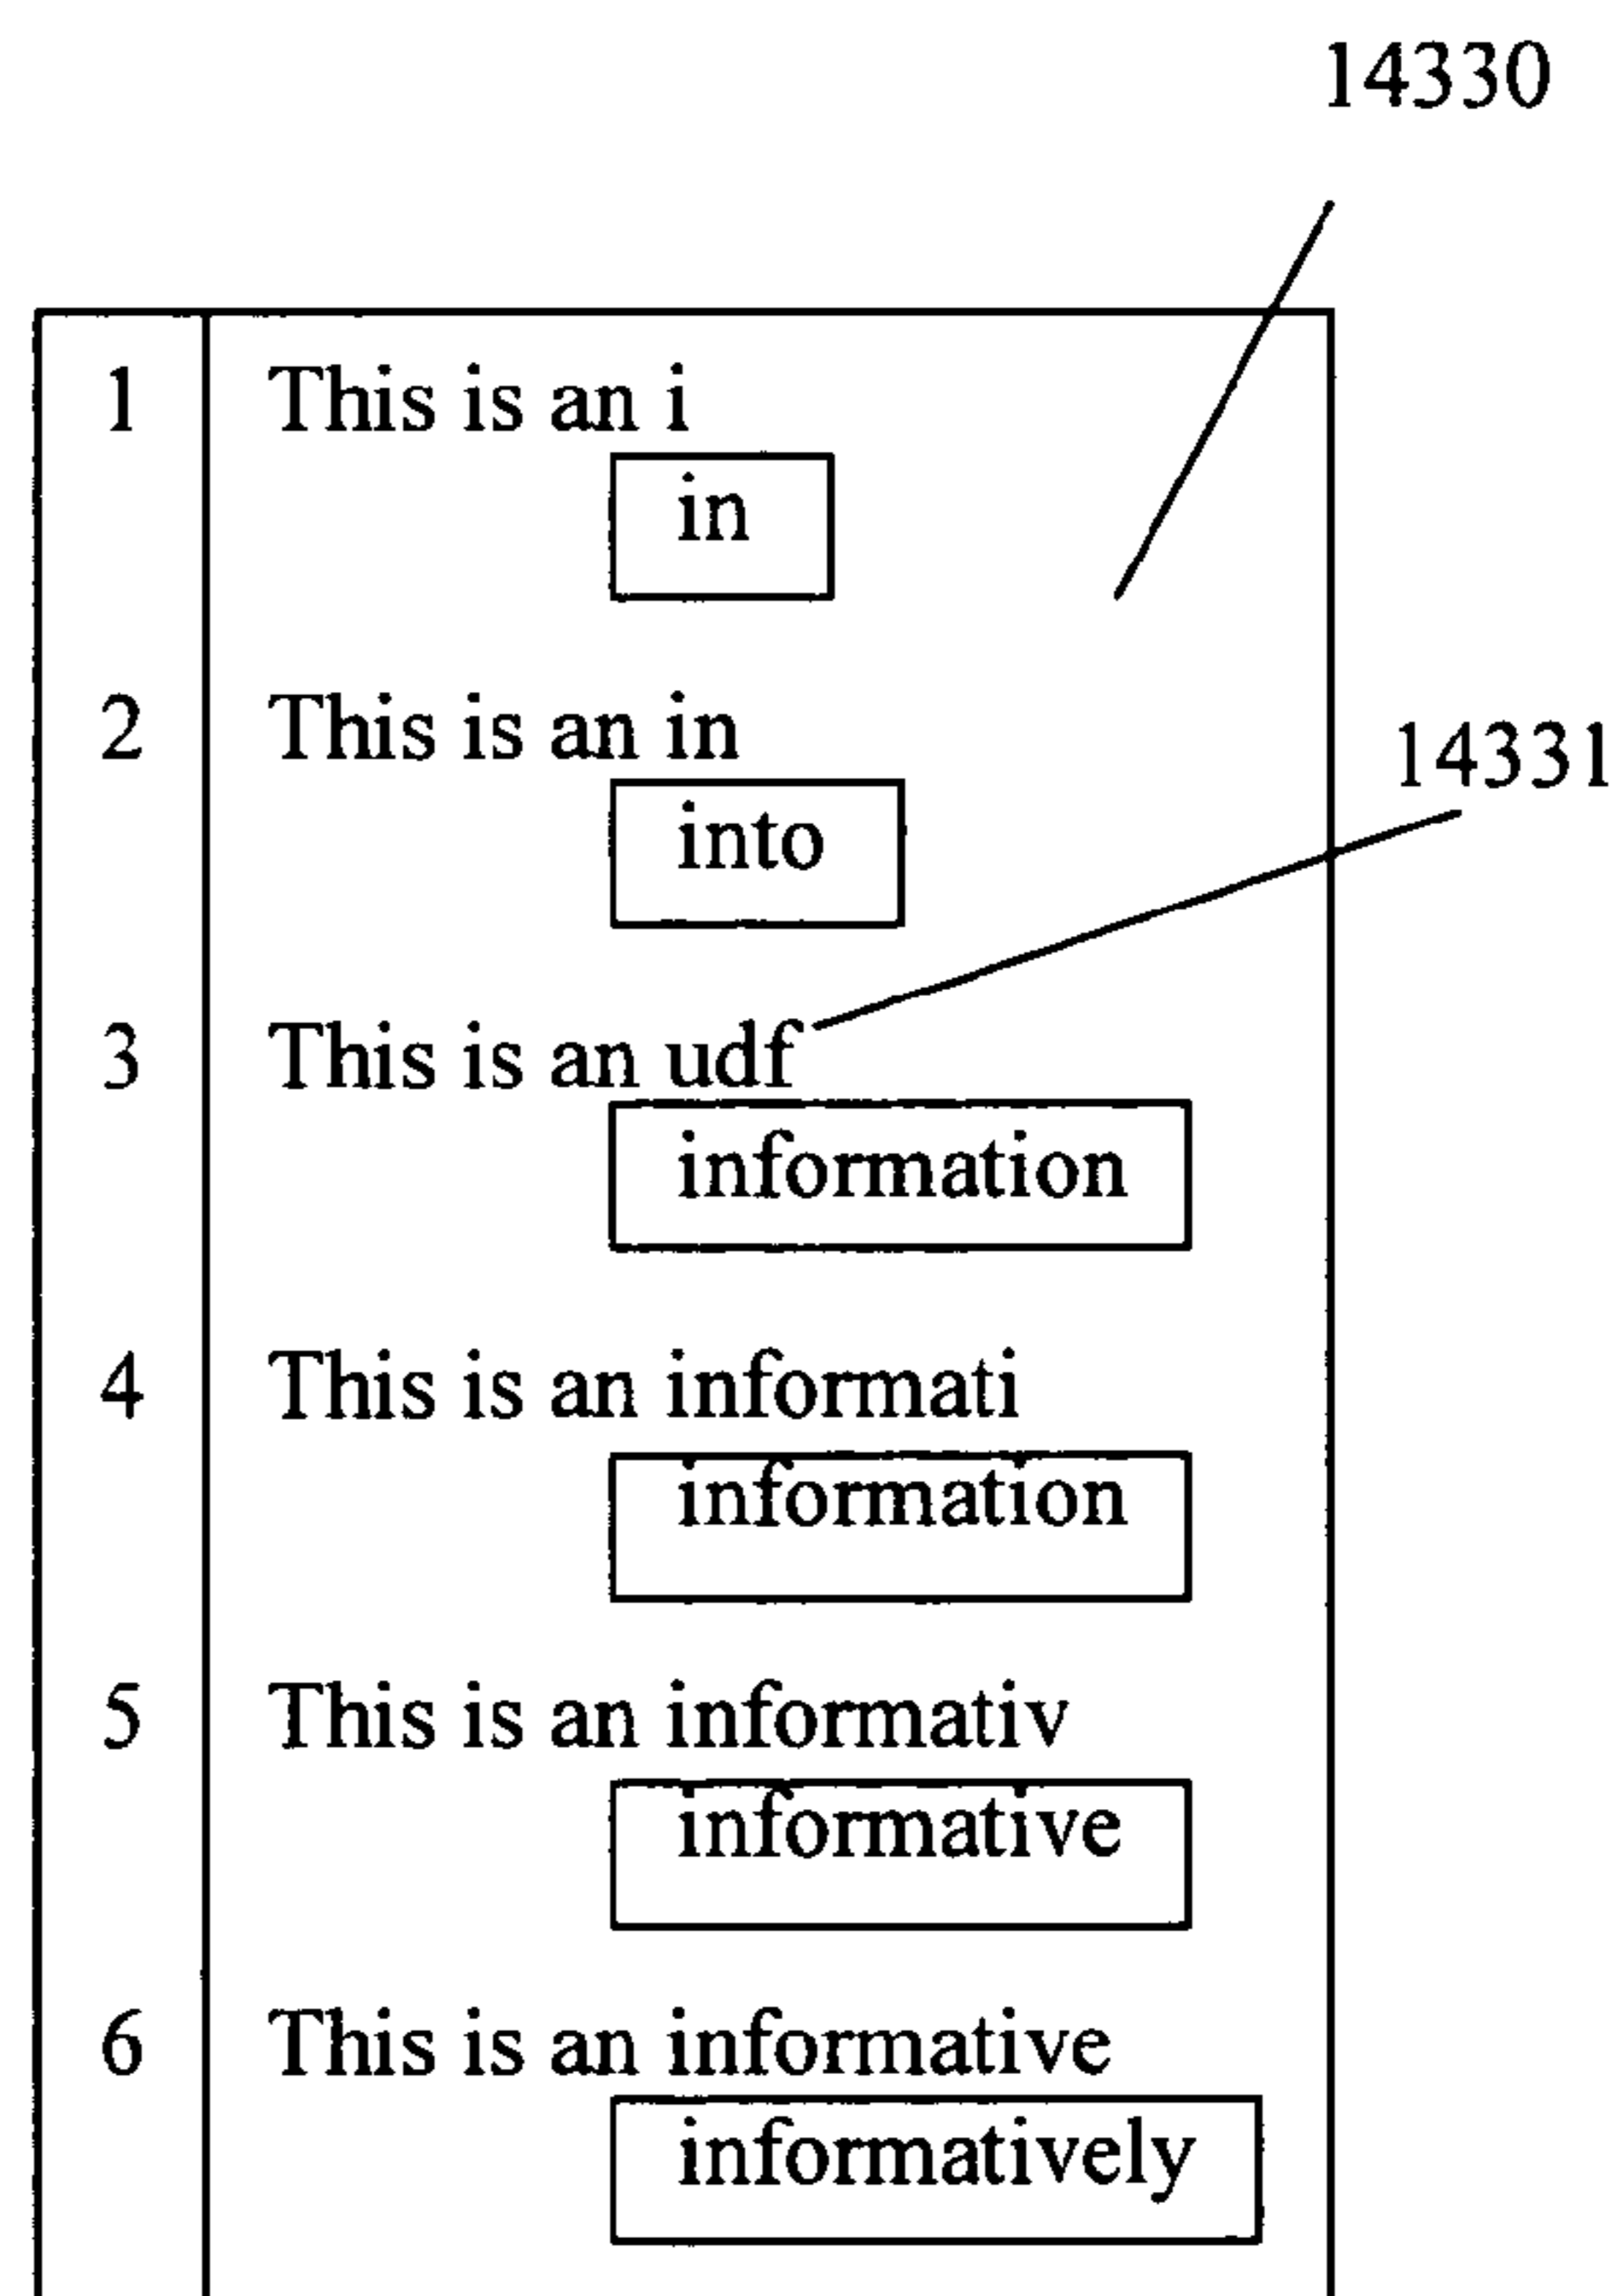 14330
1 This is an i
in
2 This is an in
14331
into
3 This is an udf
information
4 This is an informati
information
5 This is an informativ
informative
6 This is an informative
informatively